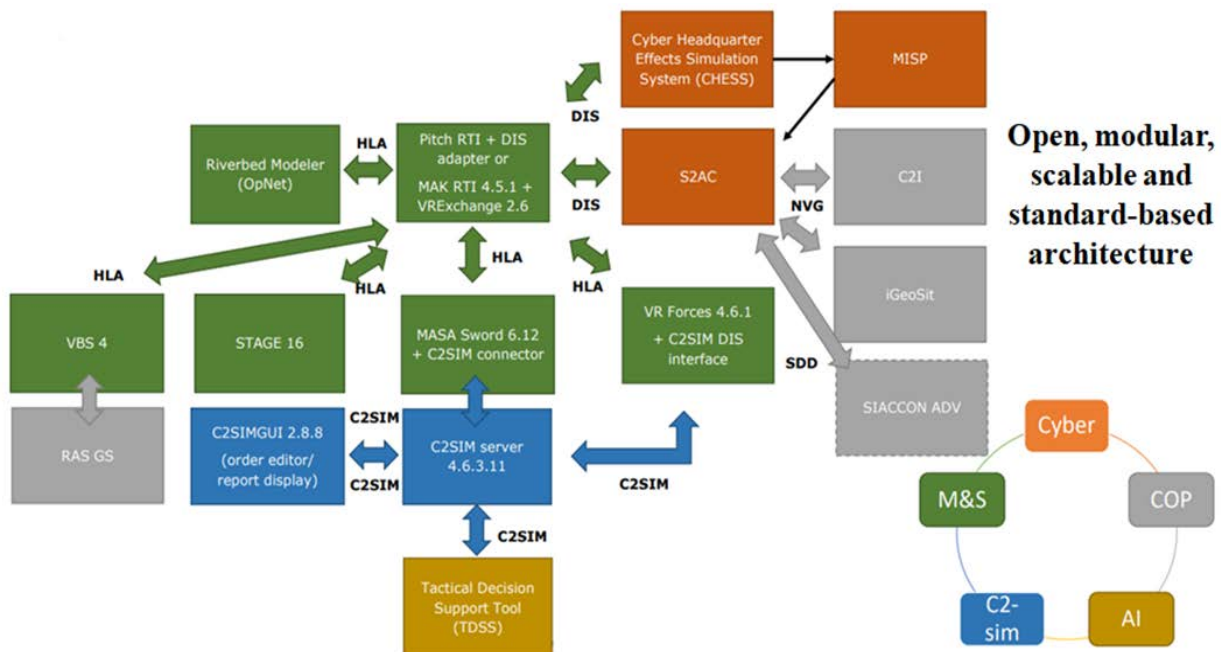 Cyber Headquarter
Effects Simulation
System (CHESS)
MISP
DIS
HLA
Riverbed Modeler
(OpNet)
Pitch RTI + DIS
adapter or
MAK RTI 4.5.1 +
VRExchange 2.6
DIS
S2AC
NVG
C2I
Open, modular,
scalable and
standard-based
architecture
HLA
HLA
HLA
HLA
iGeoSit
VBS 4
STAGE 16
MASA Sword 6.12
+ C2SIM connector
VR Forces 4.6.1
+ C2SIM DIS
interface
SDD
SIACCON ADV
RAS GS
C2SIMGUI 2.8.8
(order editor/
report display)
C2SIM
C2SIM
C2SIM server
4.6.3.11
C2SIM
C2SIM
Tactical Decision
Support Tool
(TDSS)
Cyber
M&S
COP
C2-
sim
AI